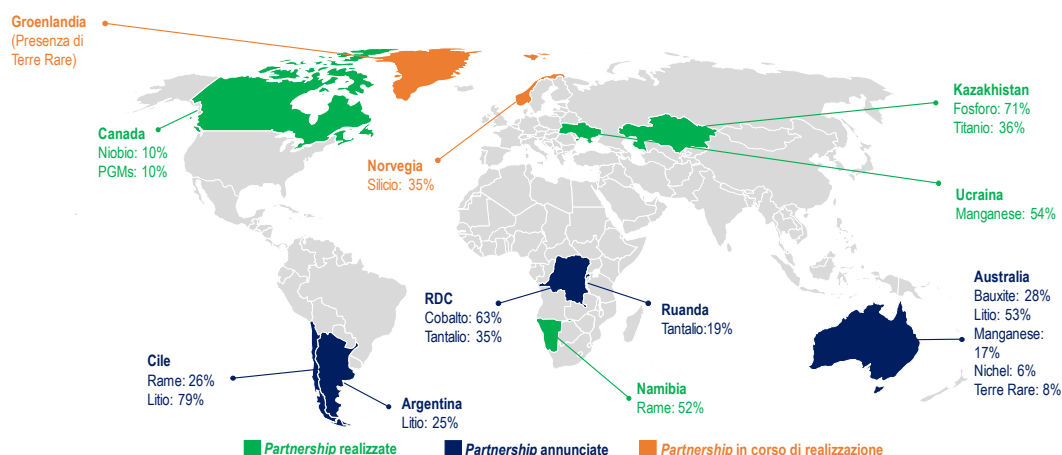 Groenlandia
(Presenza di
Terre Rare)
Canada
Niobio: 10%
PGMs: 10%
Norvegia
Silicio: 35%
Kazakhistan
Fosforo: 71%
Titanio: 36%
Ucraina
Manganese: 54%
RDC
Cobalto: 63%
Tantalio: 35%
Ruanda
Tantalio:19%
Australia
Bauxite: 28%
Litio: 53%
Manganese:
17%
Nichel: 6%
Terre Rare: 8%
Cile
Rame: 26%
Litio: 79%
Argentina
Litio: 25%
Namibia
Rame: 52%
Partnership realizzate
Partnership annunciate
Partnership in corso di realizzazione